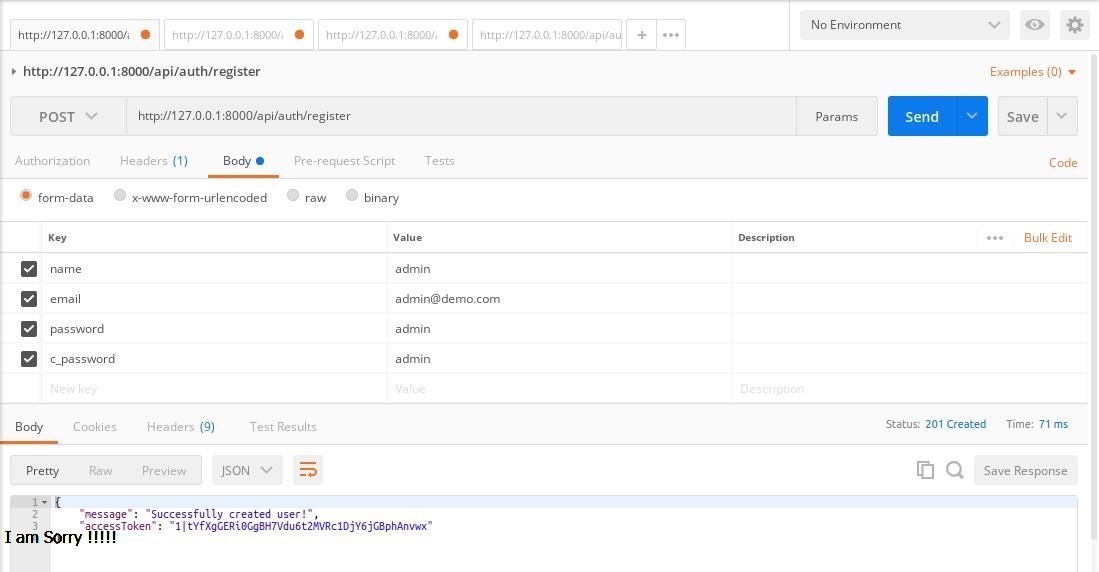 http://127.0.0.1:8000/a http://127.0.0.1:8000/a http://127.0.0.1:8000/a http://127.0.0.1:8000/api/au + ••• No Environment
http://127.0.0.1:8000/api/auth/register Examples (0)
POST http://127.0.0.1:8000/api/auth/register Params Send Save
Authorization Headers (1) Body Pre-request Script Tests Code
form-data x-www-form-urlencoded raw binary
Key Value Description ••• Bulk Edit
name admin
email admin@demo.com
password admin
c_password admin
New key Value Description
Body Cookies Headers (9) Test Results Status: 201 Created Time: 71 ms
Pretty Raw Preview JSON Save Response
1 {
2 "message": "Successfully created user!",
3 "accessToken": "1|tYfXgGERi0GgBH7Vdu6t2MVRc1DjY6jGBphAnvwx"
I am Sorry !!!!!